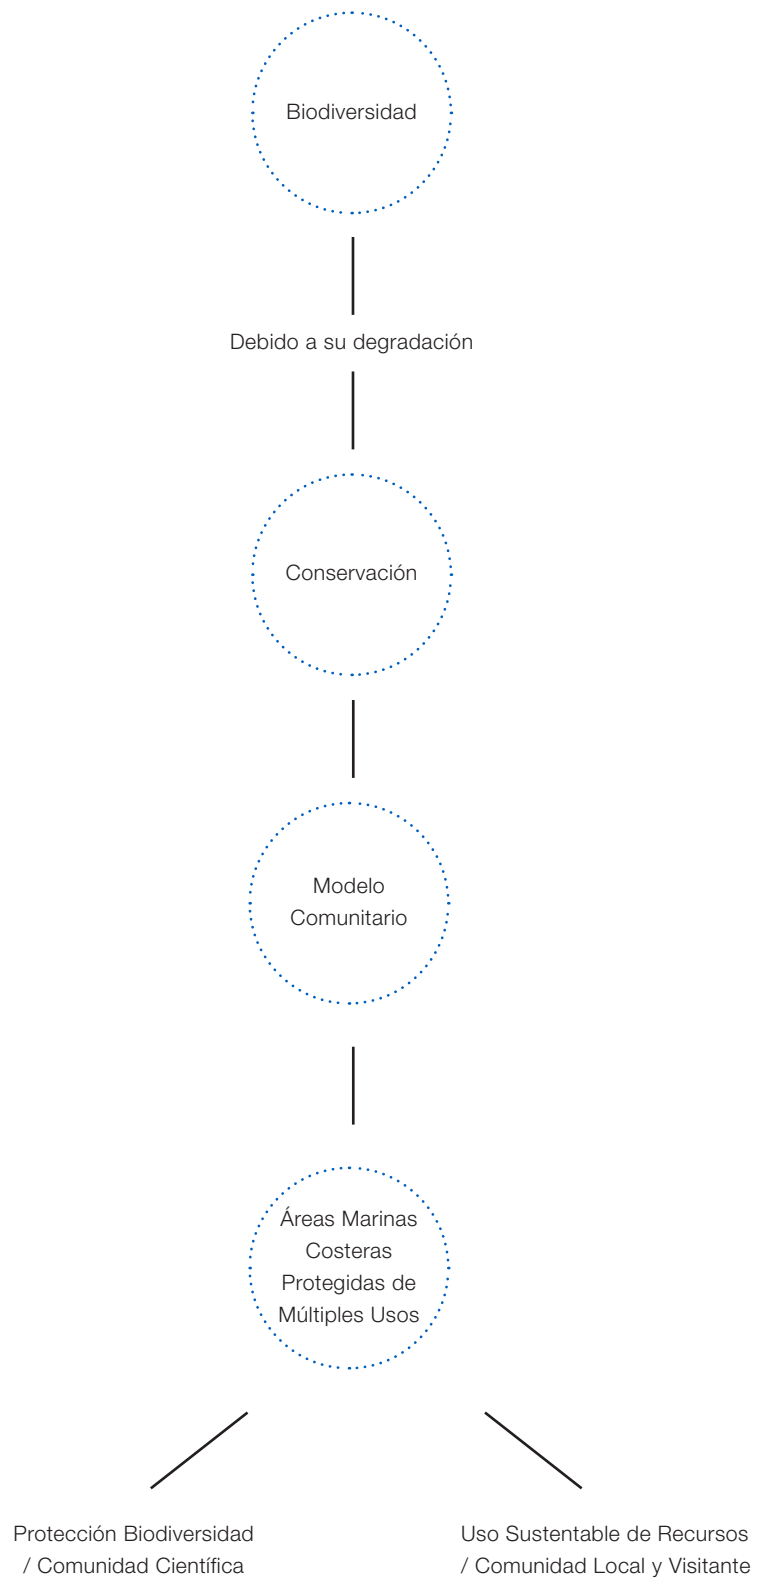 Biodiversidad
Debido a su degradación
Conservación
Modelo
Comunitario
Áreas Marinas
Costeras
Protegidas de
Múltiples Usos
Protección Biodiversidad
/ Comunidad Científica
Uso Sustentable de Recursos
/ Comunidad Local y Visitante